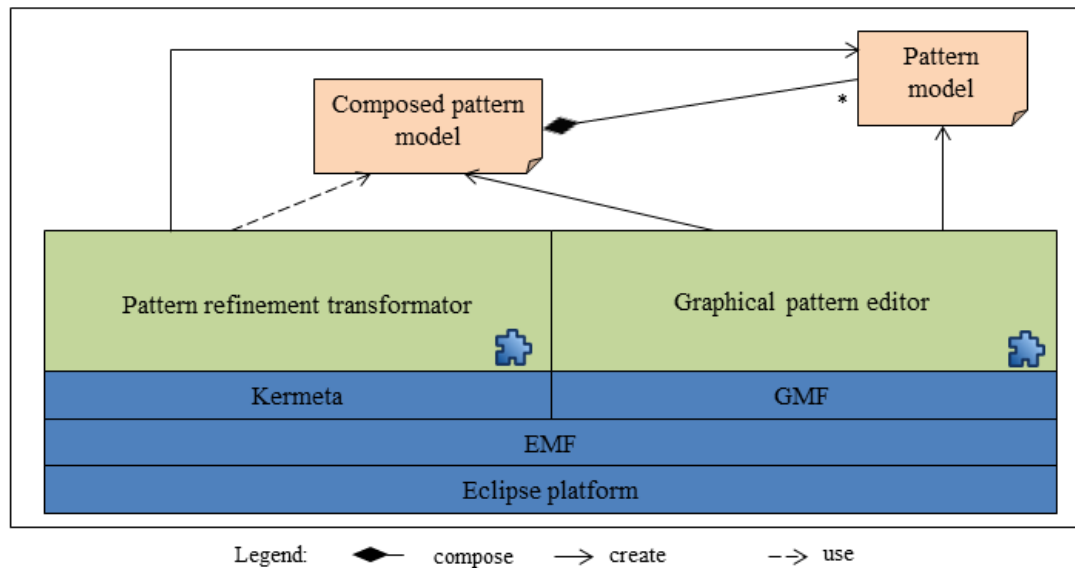 Pattern
model
*
Composed pattern
model
Pattern refinement transformator
Graphical pattern editor
Kermeta
GMF
EMF
Eclipse platform
Legend: compose create use